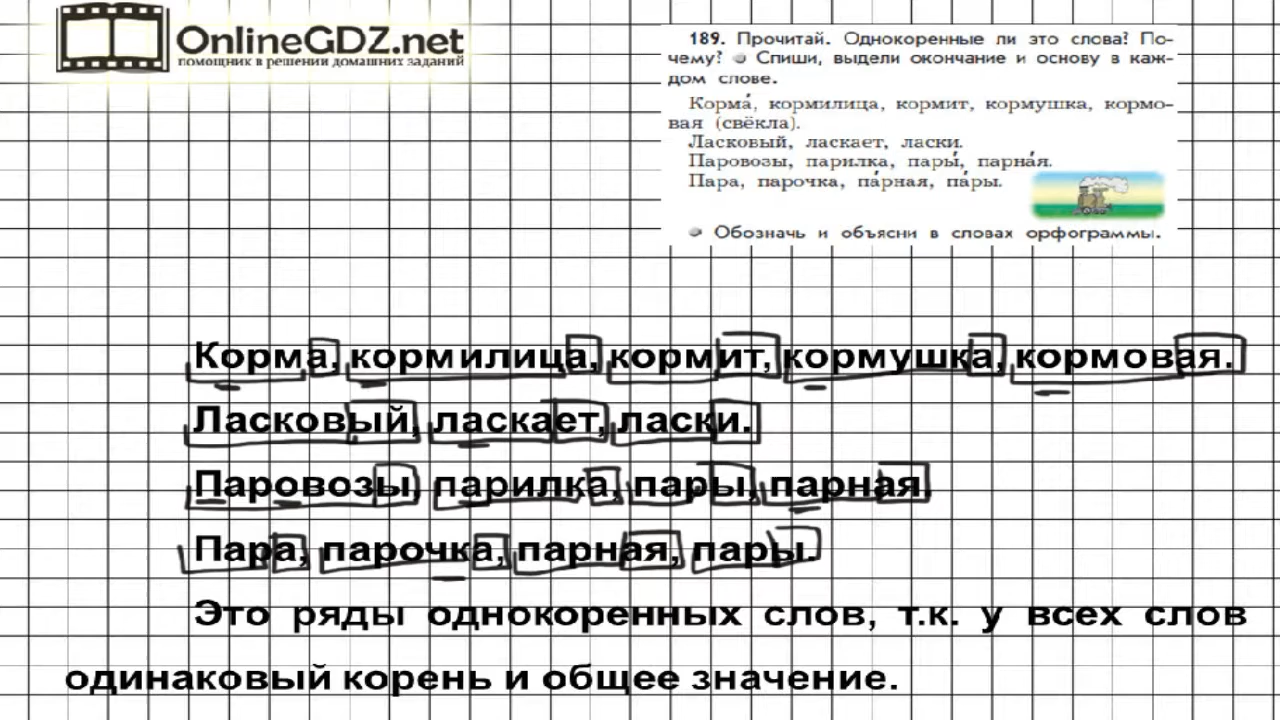 OnlineGDZ.net
помощник в решении домашних заданий
189. Прочитай. Однокоренные ли это слова? По-
чему? Спиши, выдели окончание и основу в каж-
дом слове.
Корма́, кормилица, кормит, кормушка, кормо-
вая (свёкла).
Ласковый, ласкает, ласки.
Паровозы, парилка, пары́, парна́я.
Пара, парочка, па́рная, па́ры.
Обозначь и объясни в словах орфограммы.
Корма, кормилица, кормит, кормушка, кормовая.
Ласковый, ласкает, ласки.
Паровозы, парилка, пары, парная.
Пара, парочка, парная, пары.
Это ряды однокоренных слов, т.к. у всех слов
одинаковый корень и общее значение.